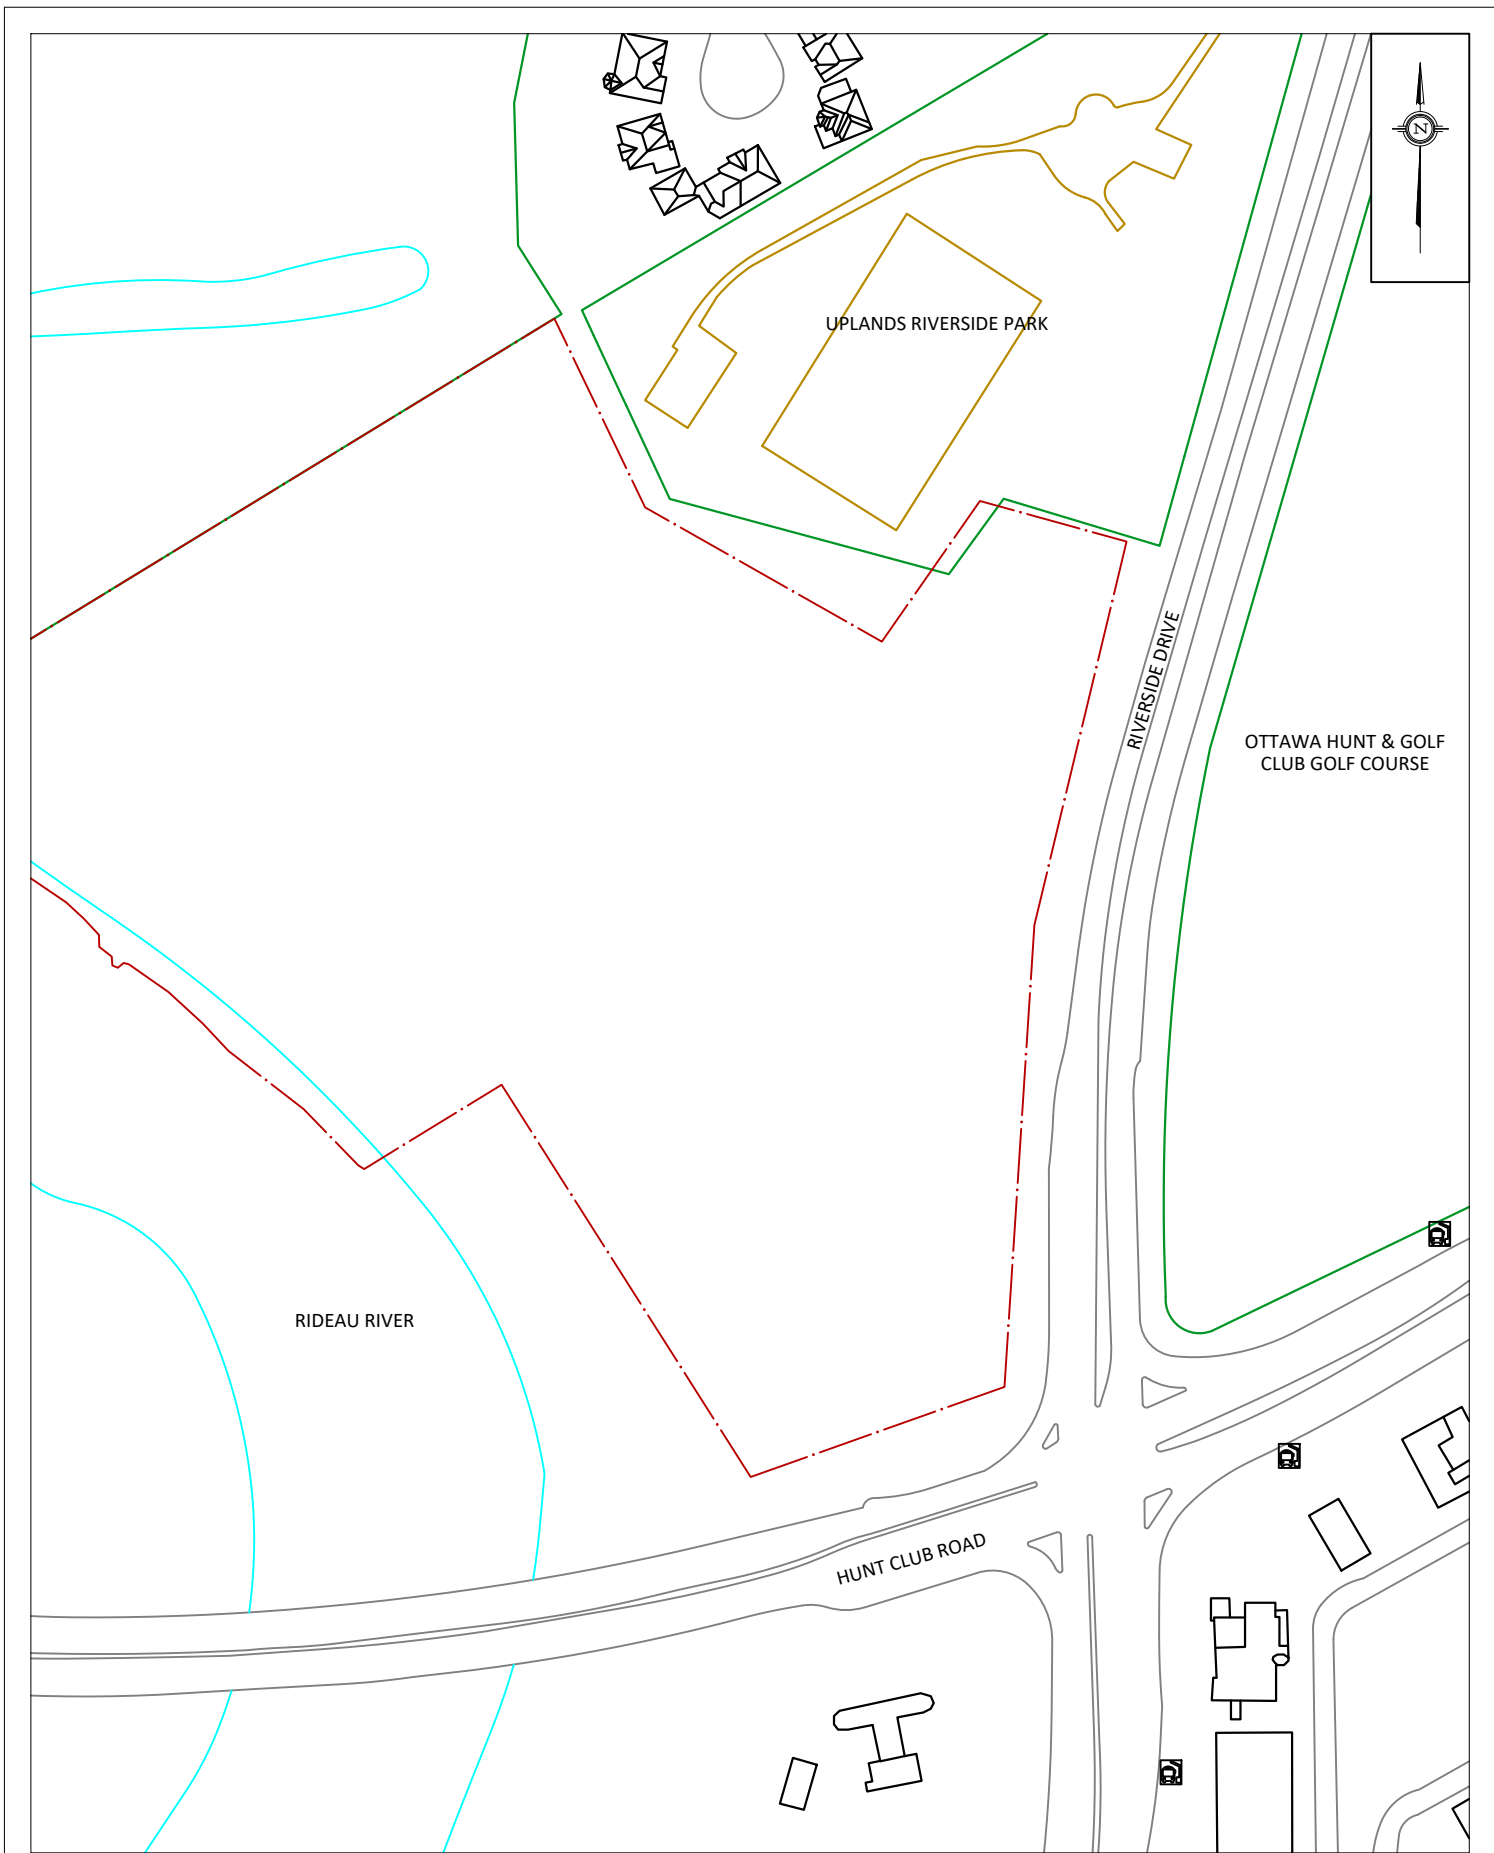 N
UPLANDS RIVERSIDE PARK
RIVERSIDE DRIVE
OTTAWA HUNT & GOLF
CLUB GOLF COURSE
RIDEAU RIVER
HUNT CLUB ROAD